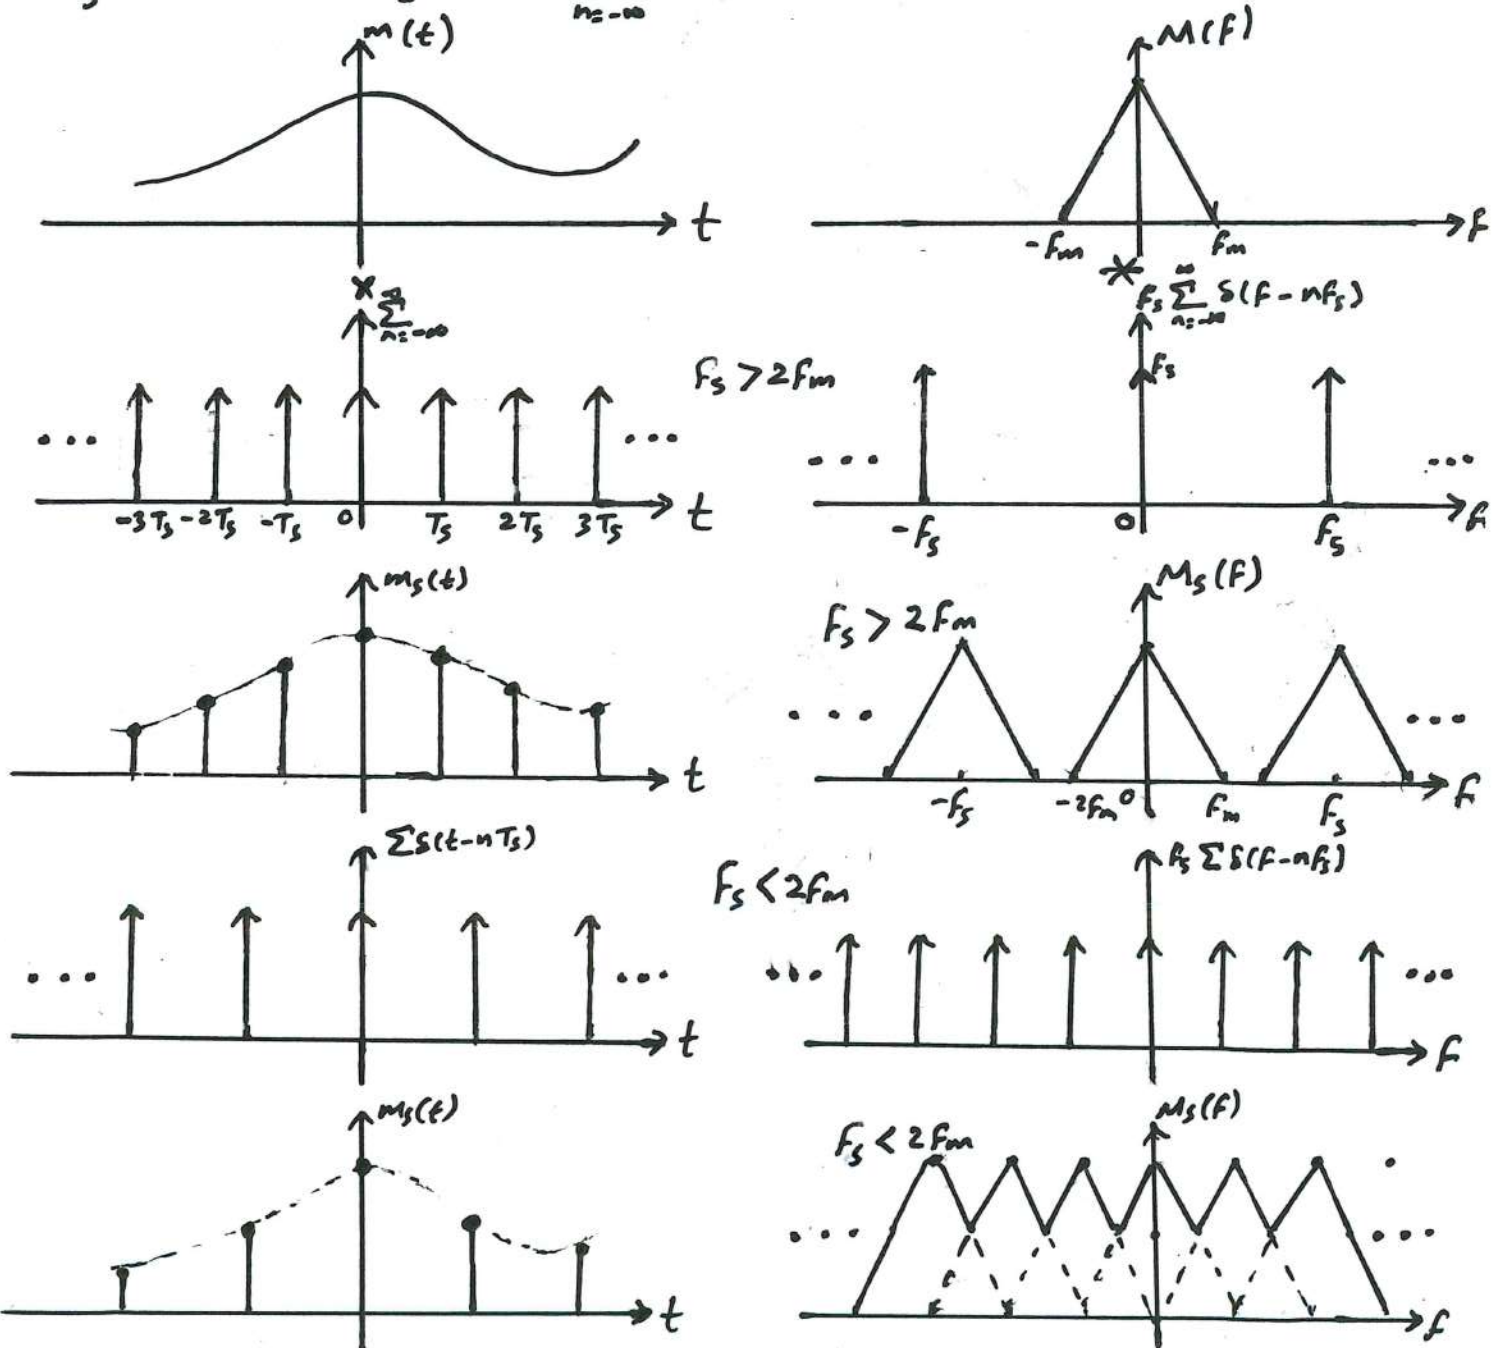 n=-∞
m(t)
M(f)
t
-fm
fm
f
×
*
∞
Σ
n=-∞
fs Σ δ(f-nfs)
∞
n=-∞
fs > 2fm
fs
...
...
...
...
-3Ts -2Ts -Ts 0 Ts 2Ts 3Ts t
-fs 0 fs f
ms(t)
Ms(f)
fs > 2fm
...
...
t
-fs -2fm 0 fm fs f
Σδ(t-nTs)
fs Σ δ(f-nfs)
fs < 2fm
...
...
...
...
t
f
ms(t)
Ms(f)
fs < 2fm
...
...
t
f